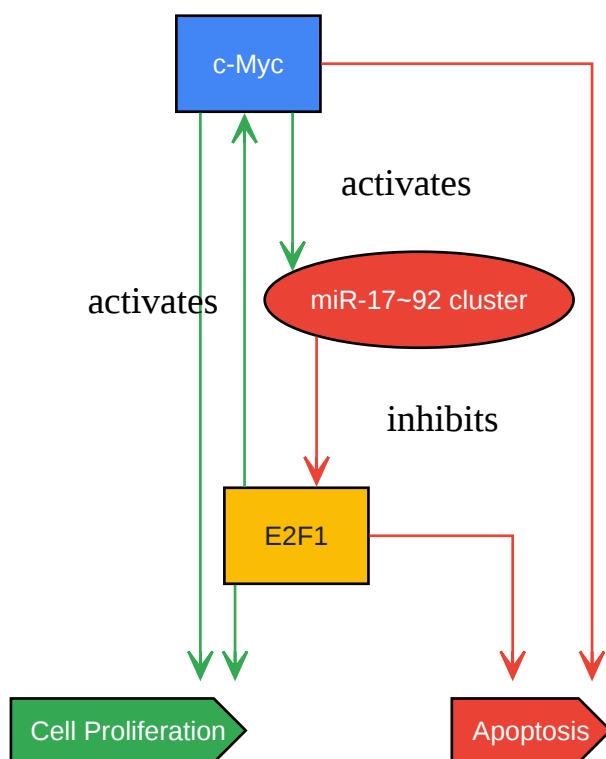 c-Myc
activates
miR-17~92 cluster
activates
inhibits
E2F1
Cell Proliferation
Apoptosis